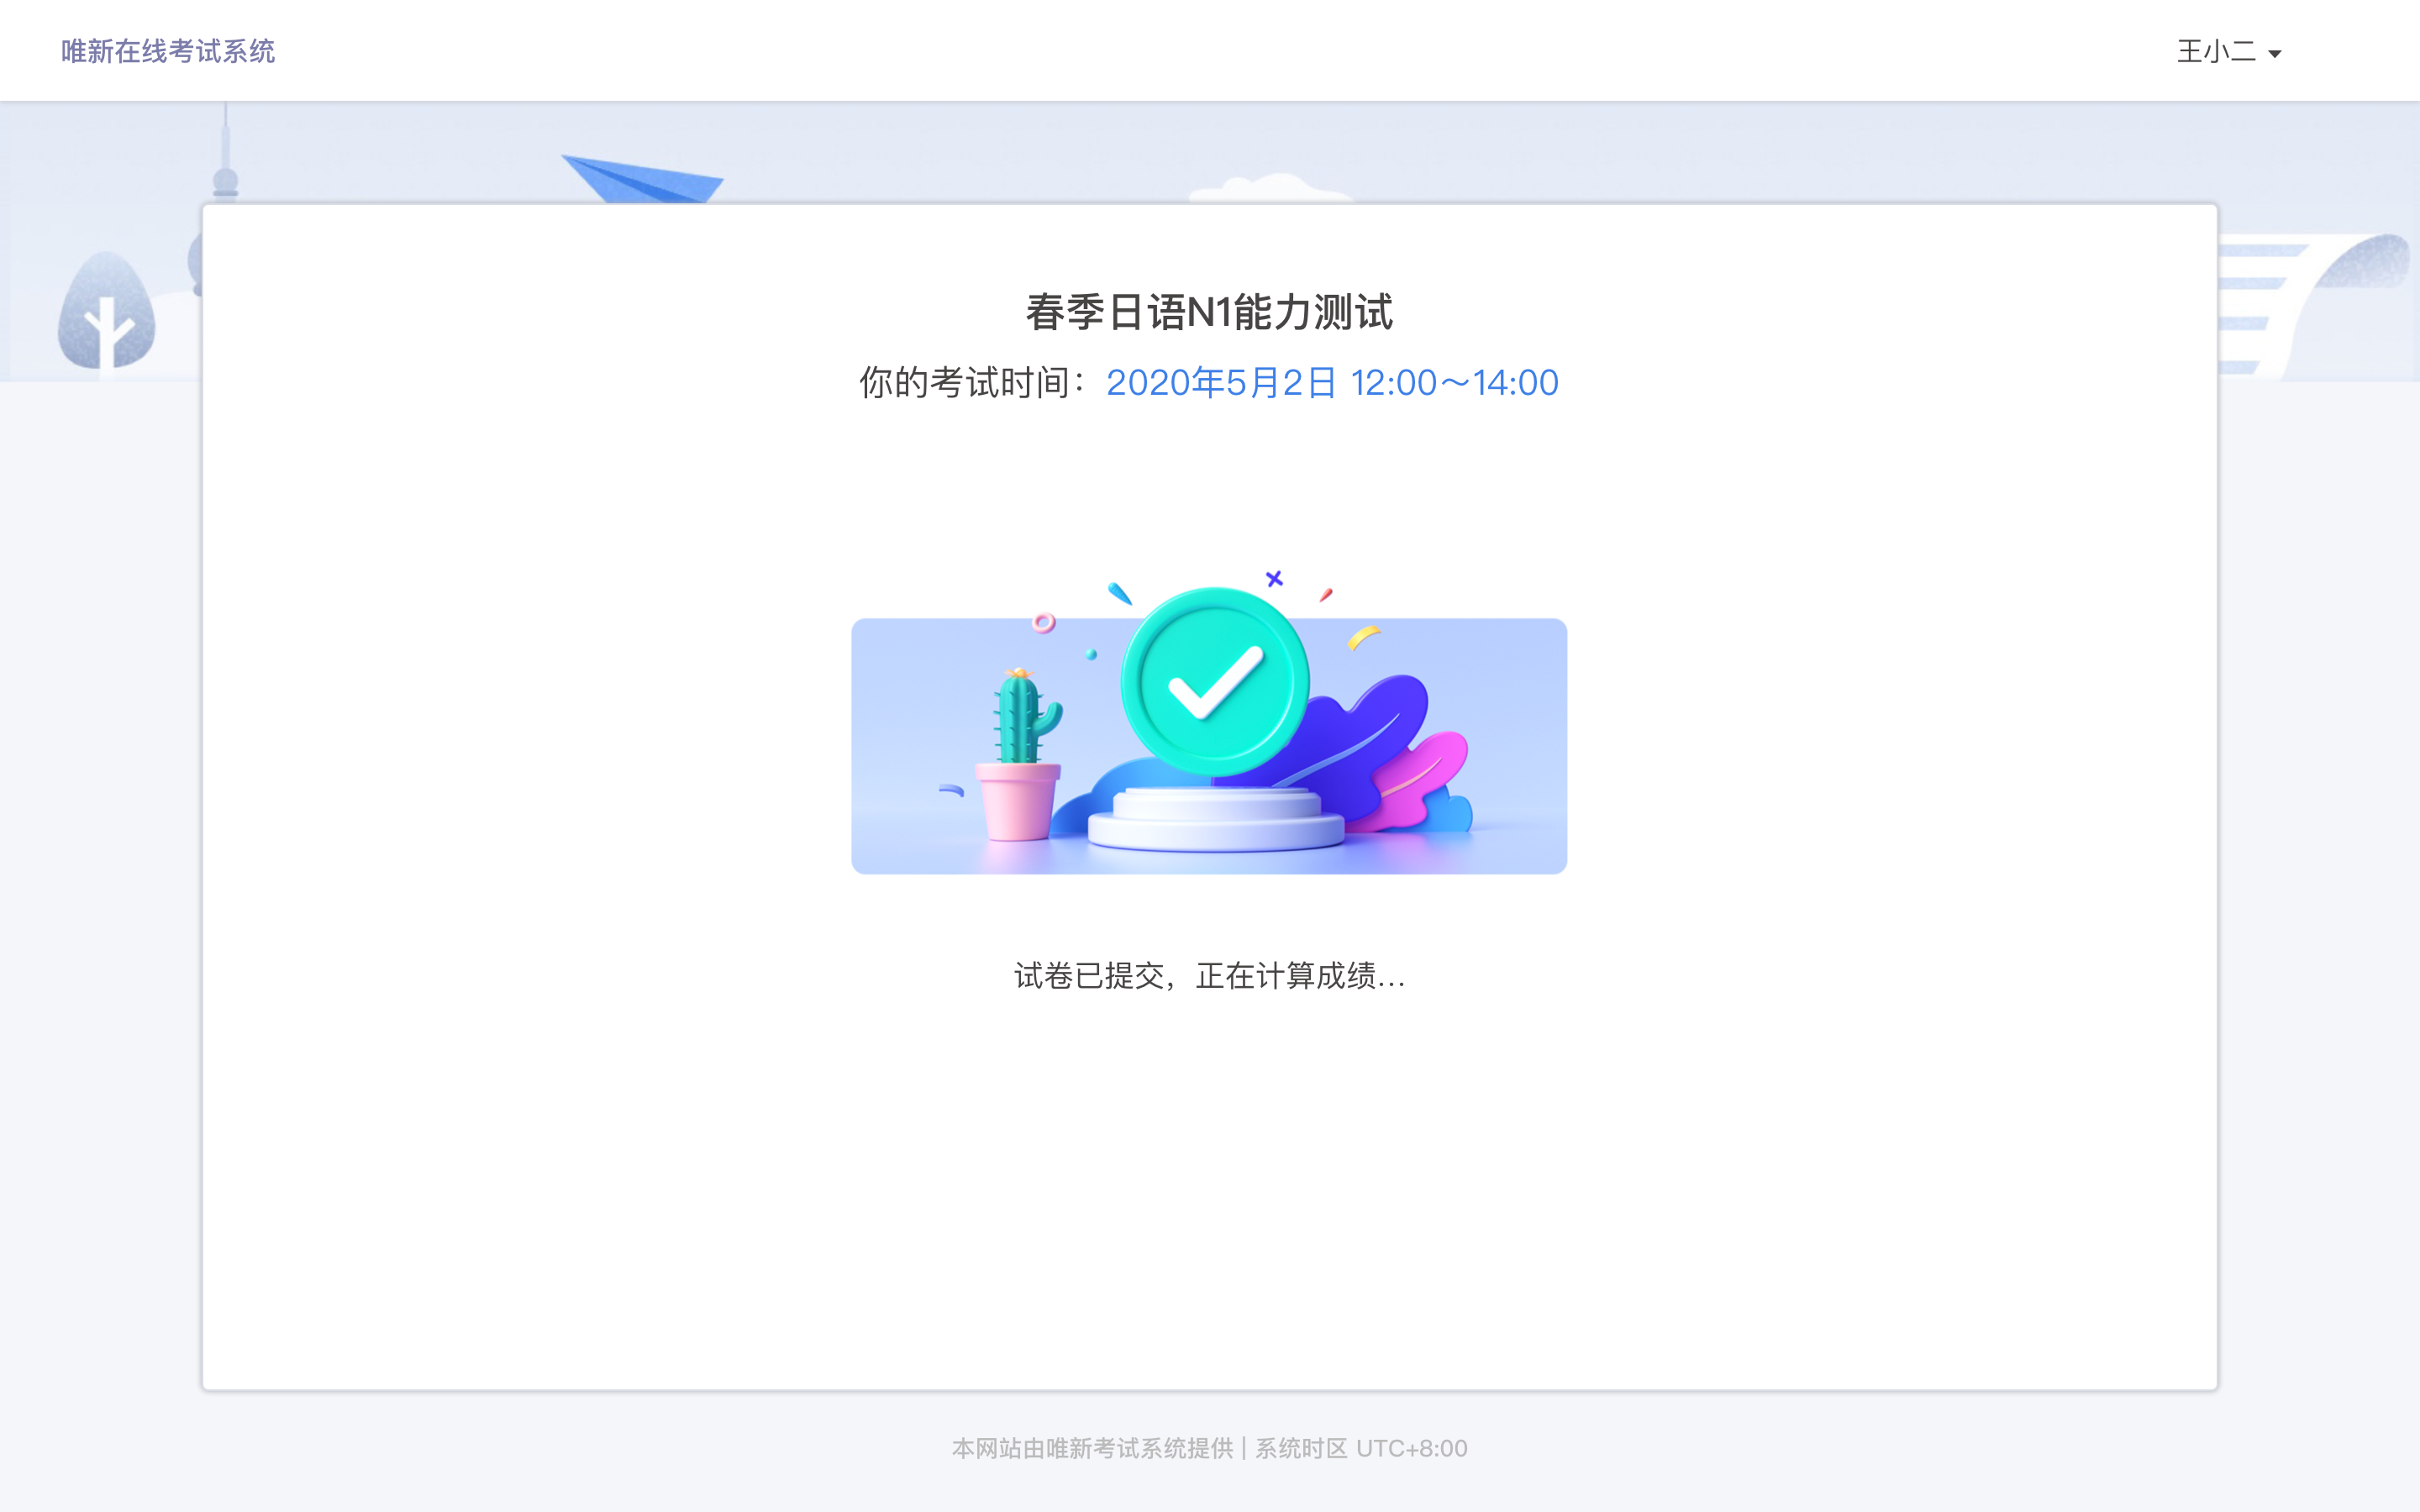 唯新在线考试系统
王小二
春季日语N1能力测试
你的考试时间：2020年5月2日 12:00～14:00
试卷已提交，正在计算成绩...
本网站由唯新考试系统提供 | 系统时区 UTC+8:00